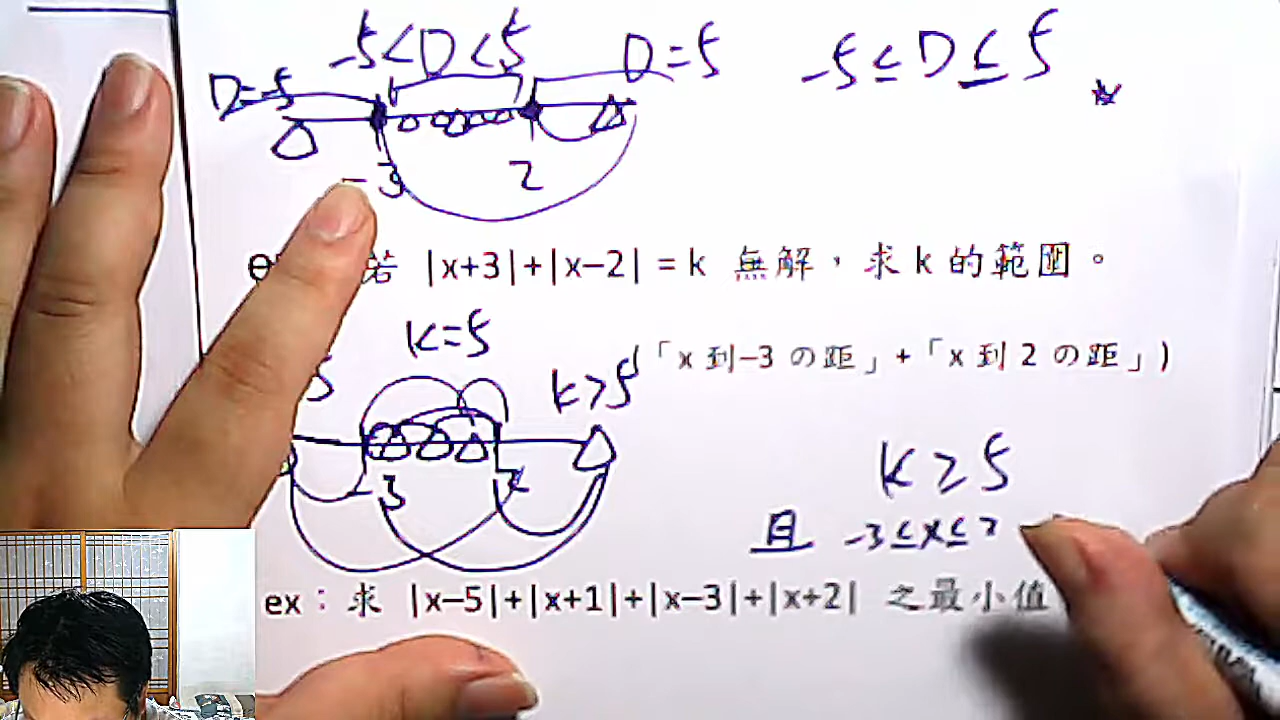 -5<D<5
D=5
-5≤D≤5
D=-5
-3
2
若 |x+3|+|x−2| = k 無解，求 k 的範圍。
k=5
k>5
(「x 到−3 の距」+「x 到 2 の距」)
-3
2
k≥5
且 -3≤x≤2
ex：求 |x−5|+|x+1|+|x−3|+|x+2| 之最小值